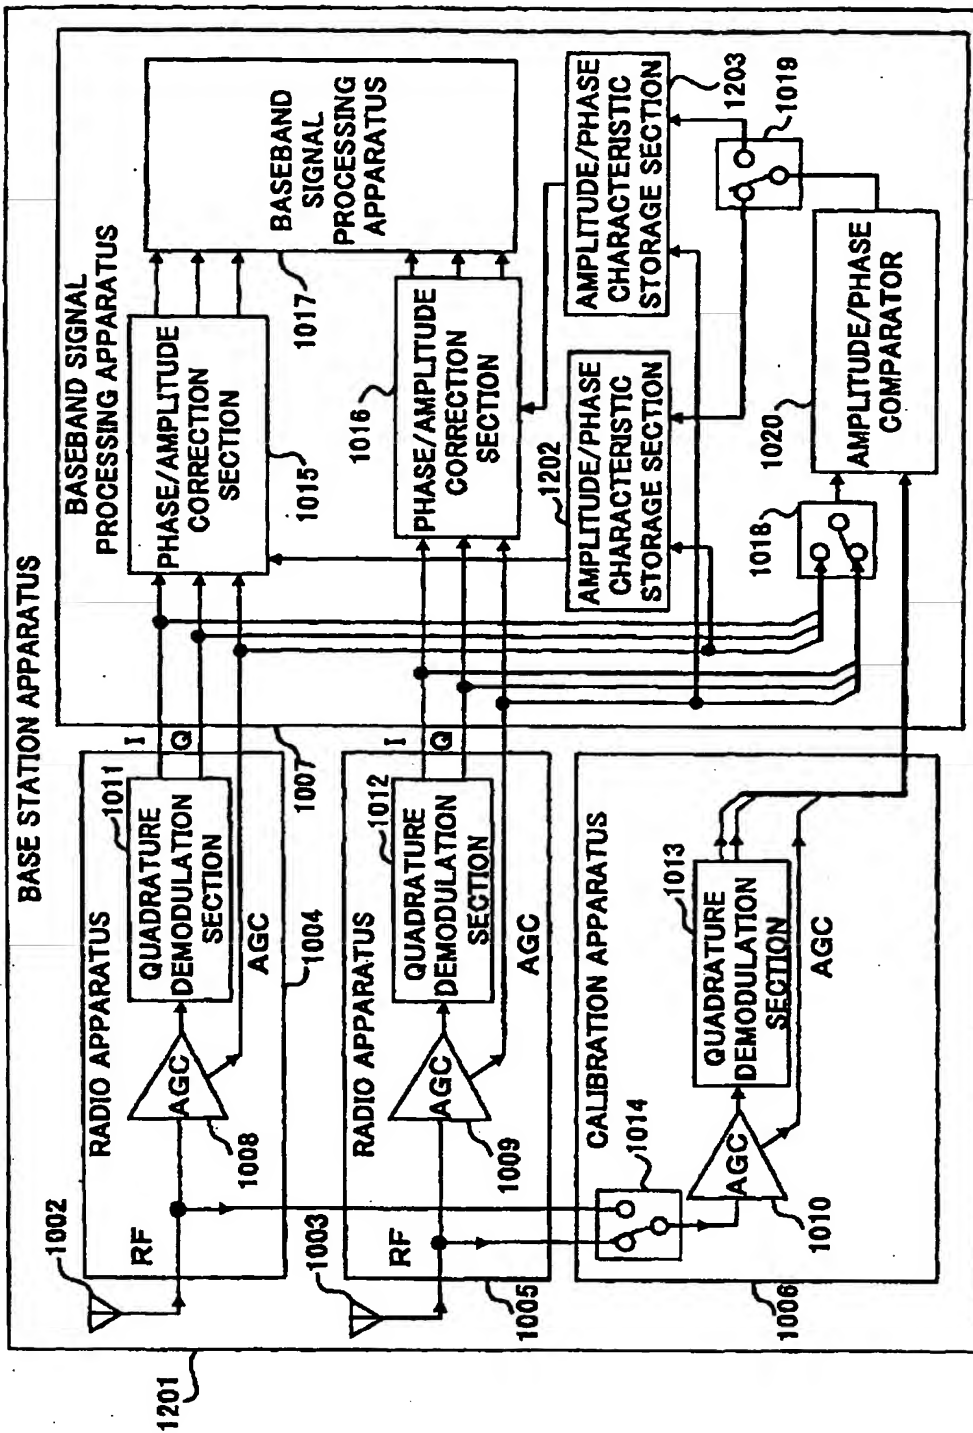 BASE STATION APPARATUS
1201
1002
RADIO APPARATUS
RF
AGC
1008
QUADRATURE
DEMODULATION
SECTION
1011
AGC
1004
I
Q
1003
RADIO APPARATUS
RF
AGC
1009
QUADRATURE
DEMODULATION
SECTION
1012
AGC
1005
I
Q
CALIBRATION APPARATUS
1014
AGC
1010
QUADRATURE
DEMODULATION
SECTION
1013
AGC
1006
BASEBAND SIGNAL
PROCESSING APPARATUS
1007
PHASE/AMPLITUDE
CORRECTION
SECTION
1015
BASEBAND
SIGNAL
PROCESSING
APPARATUS
1017
1016
PHASE/AMPLITUDE
CORRECTION
SECTION
1202
AMPLITUDE/PHASE
CHARACTERISTIC
STORAGE SECTION
AMPLITUDE/PHASE
CHARACTERISTIC
STORAGE SECTION
1203
1019
1018
1020
AMPLITUDE/PHASE
COMPARATOR